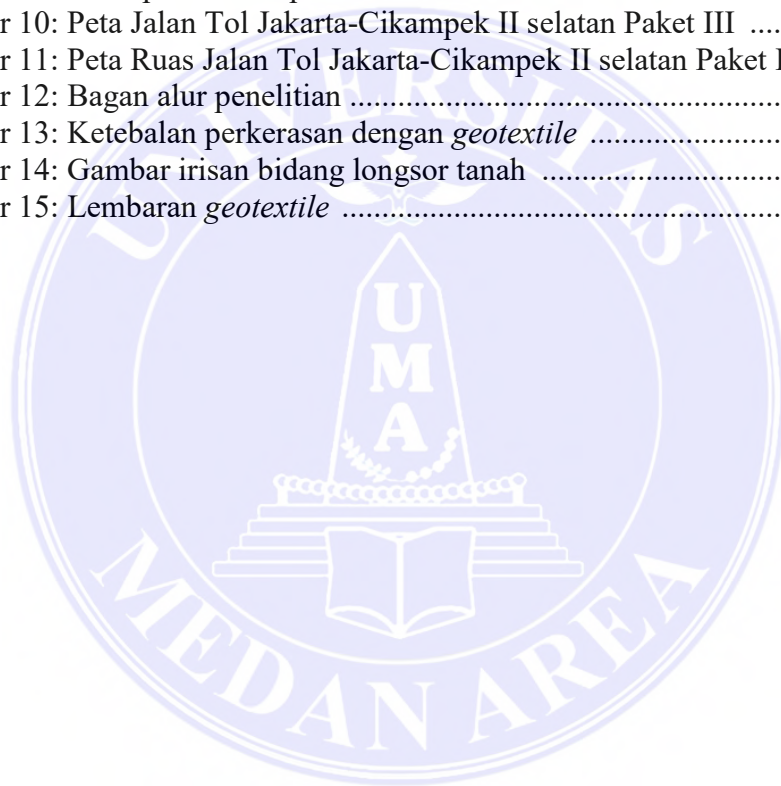 r 10: Peta Jalan Tol Jakarta-Cikampek II selatan Paket III ....
r 11: Peta Ruas Jalan Tol Jakarta-Cikampek II selatan Paket I
r 12: Bagan alur penelitian ......................................................
r 13: Ketebalan perkerasan dengan geotextile ........................
r 14: Gambar irisan bidang longsor tanah ..............................
r 15: Lembaran geotextile .......................................................
UNIVERSITAS
U
M
A
MEDAN AREA